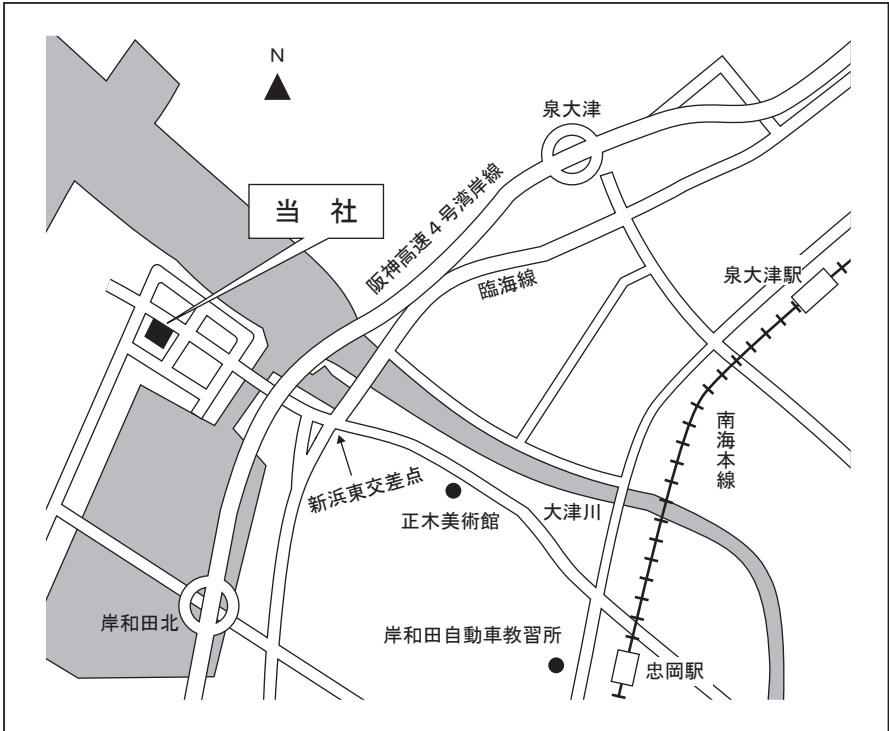 N
泉大津
当 社
阪神高速4号湾岸線
臨海線
泉大津駅
南海本線
新浜東交差点
正木美術館
大津川
岸和田北
岸和田自動車教習所
忠岡駅